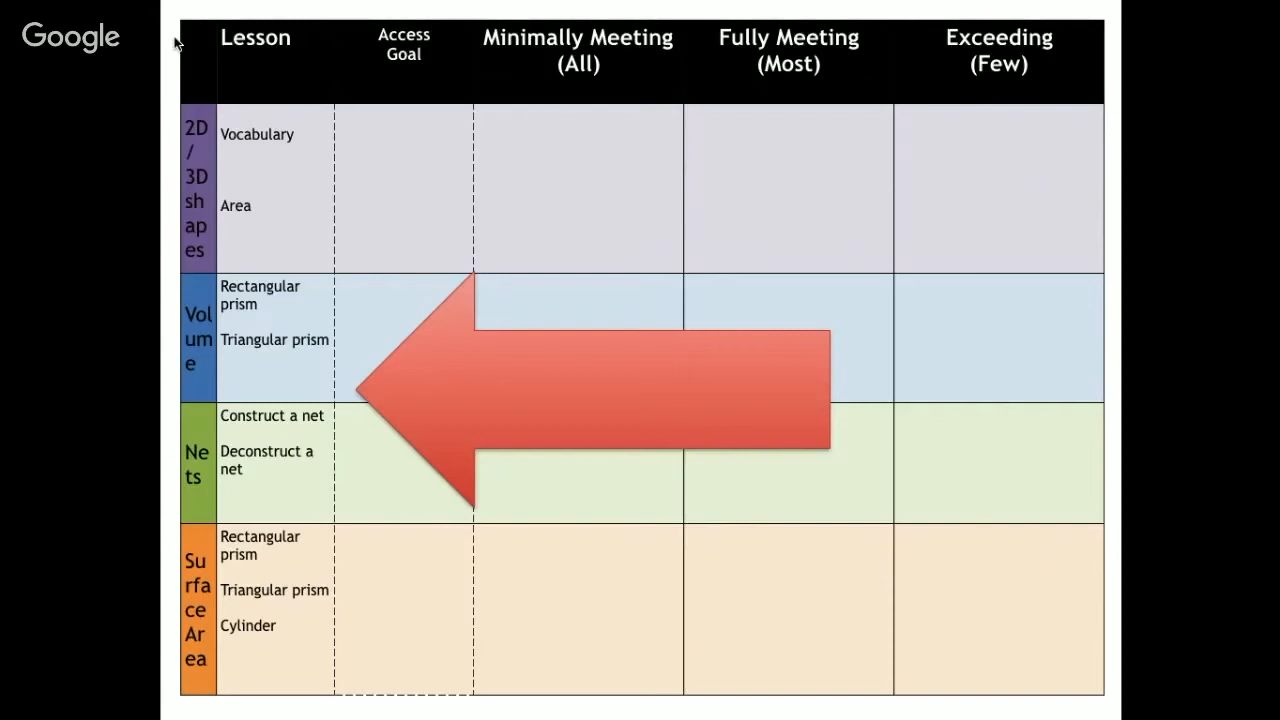 Google
Lesson
Access
Goal
Minimally Meeting
(All)
Fully Meeting
(Most)
Exceeding
(Few)
2D
/
3D
sh
ap
es
Vocabulary
Area
Vol
um
e
Rectangular
prism
Triangular prism
Ne
ts
Construct a net
Deconstruct a
net
Su
rfa
ce
Ar
ea
Rectangular
prism
Triangular prism
Cylinder